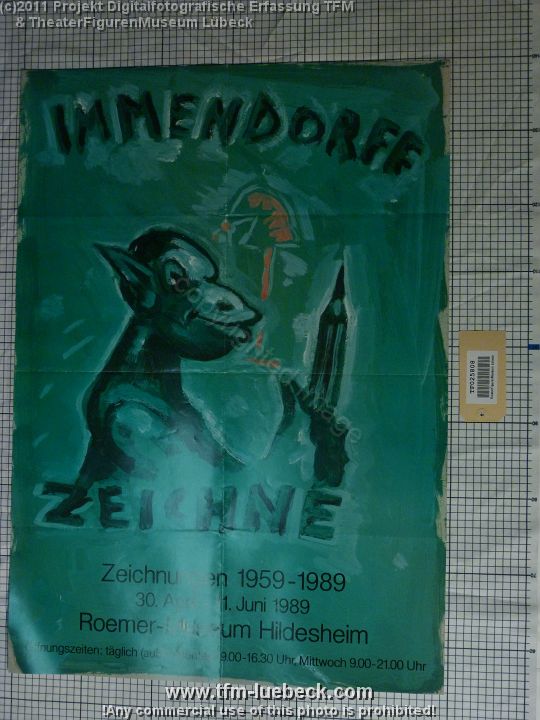 (c)2011 Projekt Digitalfotografische Erfassung TFM
& TheaterFigurenMuseum Lübeck
IMMENDORFF
ZEICHNE
Zeichnungen 1959-1989
30. 1. Juni 1989
Roemer- um Hildesheim
täglich 9.00-16.30 Uhr, Mittwoch 9.00-21.00 Uhr
www.tfm-luebeck.com
[Any commercial use of this photo is prohibited!]